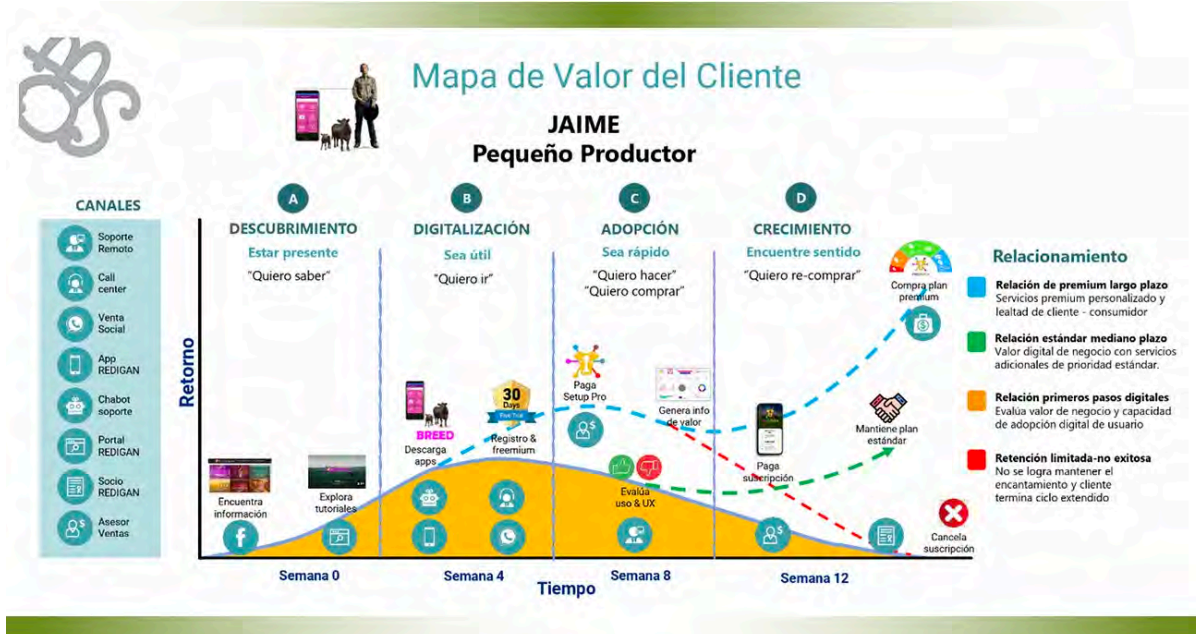 Mapa de Valor del Cliente
JAIME
Pequeño Productor
CANALES
Soporte
Remoto
Call
center
Venta
Social
App
REDIGAN
Chabot
soporte
Portal
REDIGAN
Socio
REDIGAN
Asesor
Ventas
Retorno
A
DESCUBRIMIENTO
Estar presente
"Quiero saber"
B
DIGITALIZACIÓN
Sea útil
"Quiero ir"
C
ADOPCIÓN
Sea rápido
"Quiero hacer"
"Quiero comprar"
D
CRECIMIENTO
Encuentre sentido
"Quiero re-comprar"
Encuentra
información
Explora
tutoriales
BREED
Descarga
apps
30
Days
Free Trial
Registro &
freemium
Paga
Setup Pro
Genera info
de valor
Evalúa
uso & UX
Paga
suscripción
Compra plan
premium
Mantiene plan
estándar
Cancela
suscripción
Semana 0
Semana 4
Semana 8
Semana 12
Tiempo
Relacionamiento
Relación de premium largo plazo
Servicios premium personalizado y
lealtad de cliente - consumidor
Relación estándar mediano plazo
Valor digital de negocio con servicios
adicionales de prioridad estándar.
Relación primeros pasos digitales
Evalúa valor de negocio y capacidad
de adopción digital de usuario
Retención limitada-no exitosa
No se logra mantener el
encantamiento y cliente
termina ciclo extendido